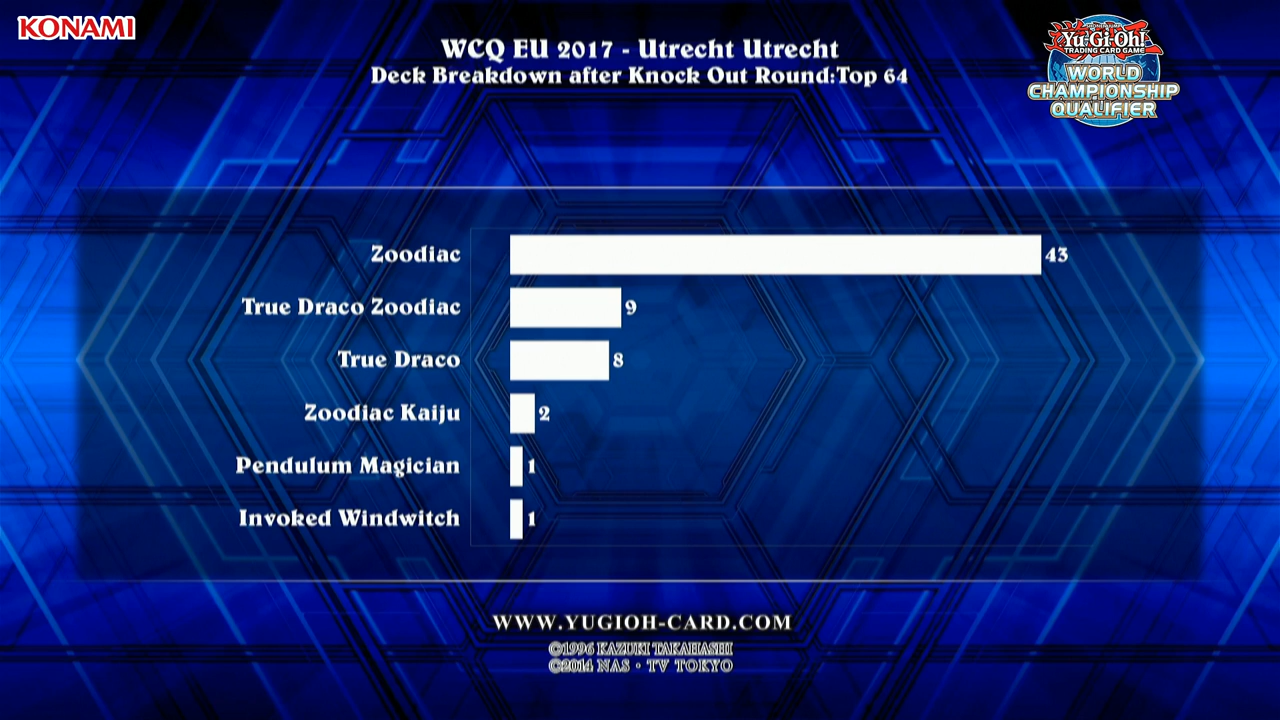 KONAMI
WCQ EU 2017 - Utrecht Utrecht
Deck Breakdown after Knock Out Round:Top 64
SHONEN JUMP
Yu-Gi-Oh!
TRADING CARD GAME
WORLD
CHAMPIONSHIP
QUALIFIER
Zoodiac 43
True Draco Zoodiac 9
True Draco 8
Zoodiac Kaiju 2
Pendulum Magician 1
Invoked Windwitch 1
WWW.YUGIOH-CARD.COM
©1996 KAZUKI TAKAHASHI
©2014 NAS • TV TOKYO